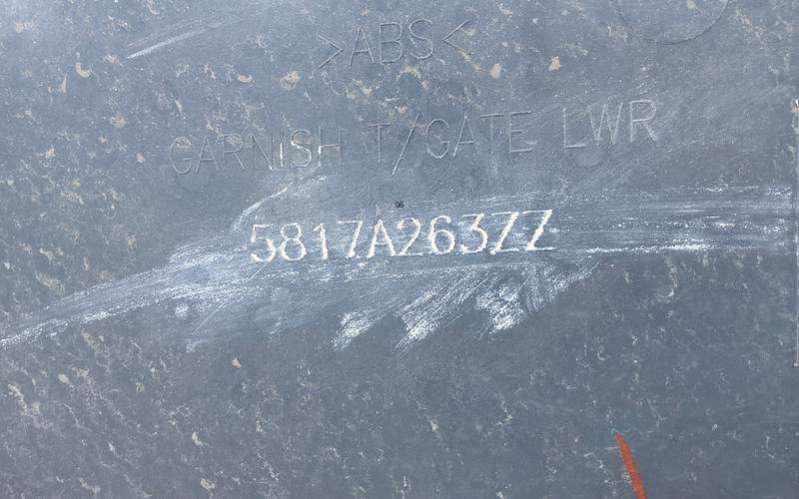 >ABS<
GARNISH T/GATE LWR
5817A263ZZ